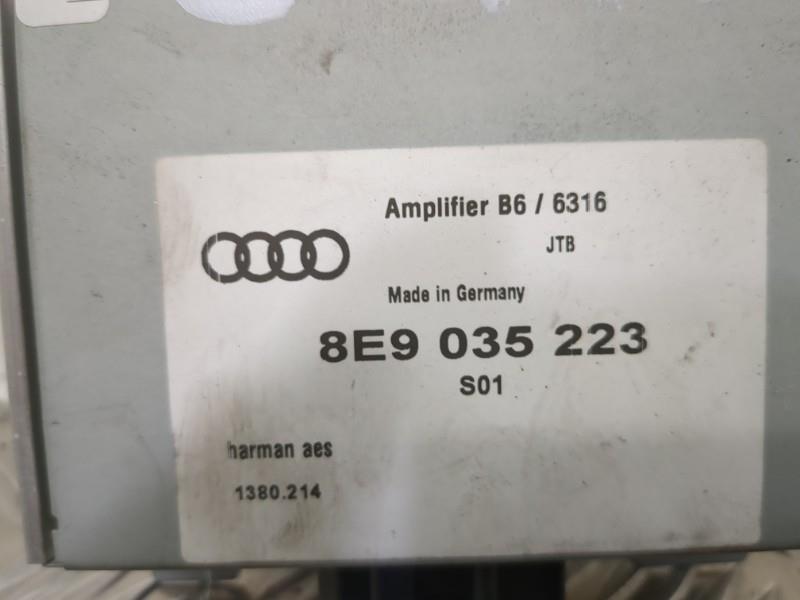 Amplifier B6 / 6316
JTB
Made in Germany
8E9 035 223
S01
harman aes
1380.214